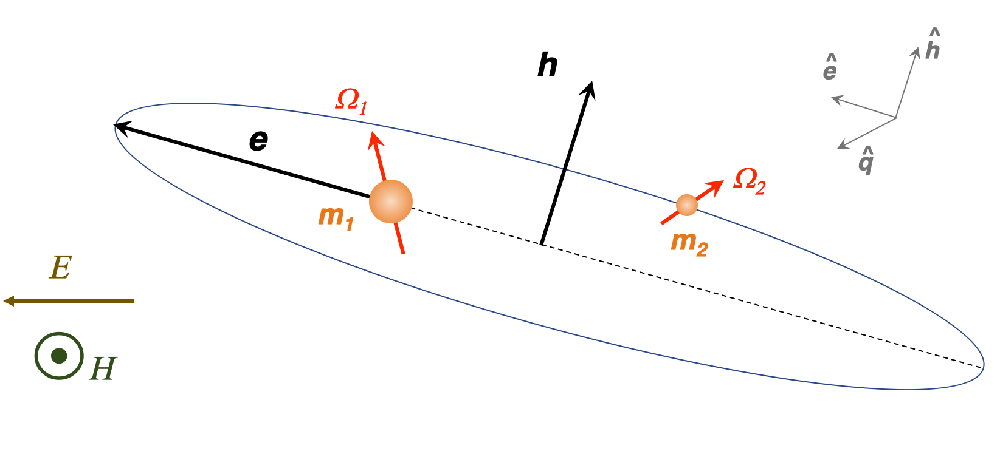 ĥ
h
ê
Ω₁
e
q̂
Ω₂
m₁
m₂
E
H